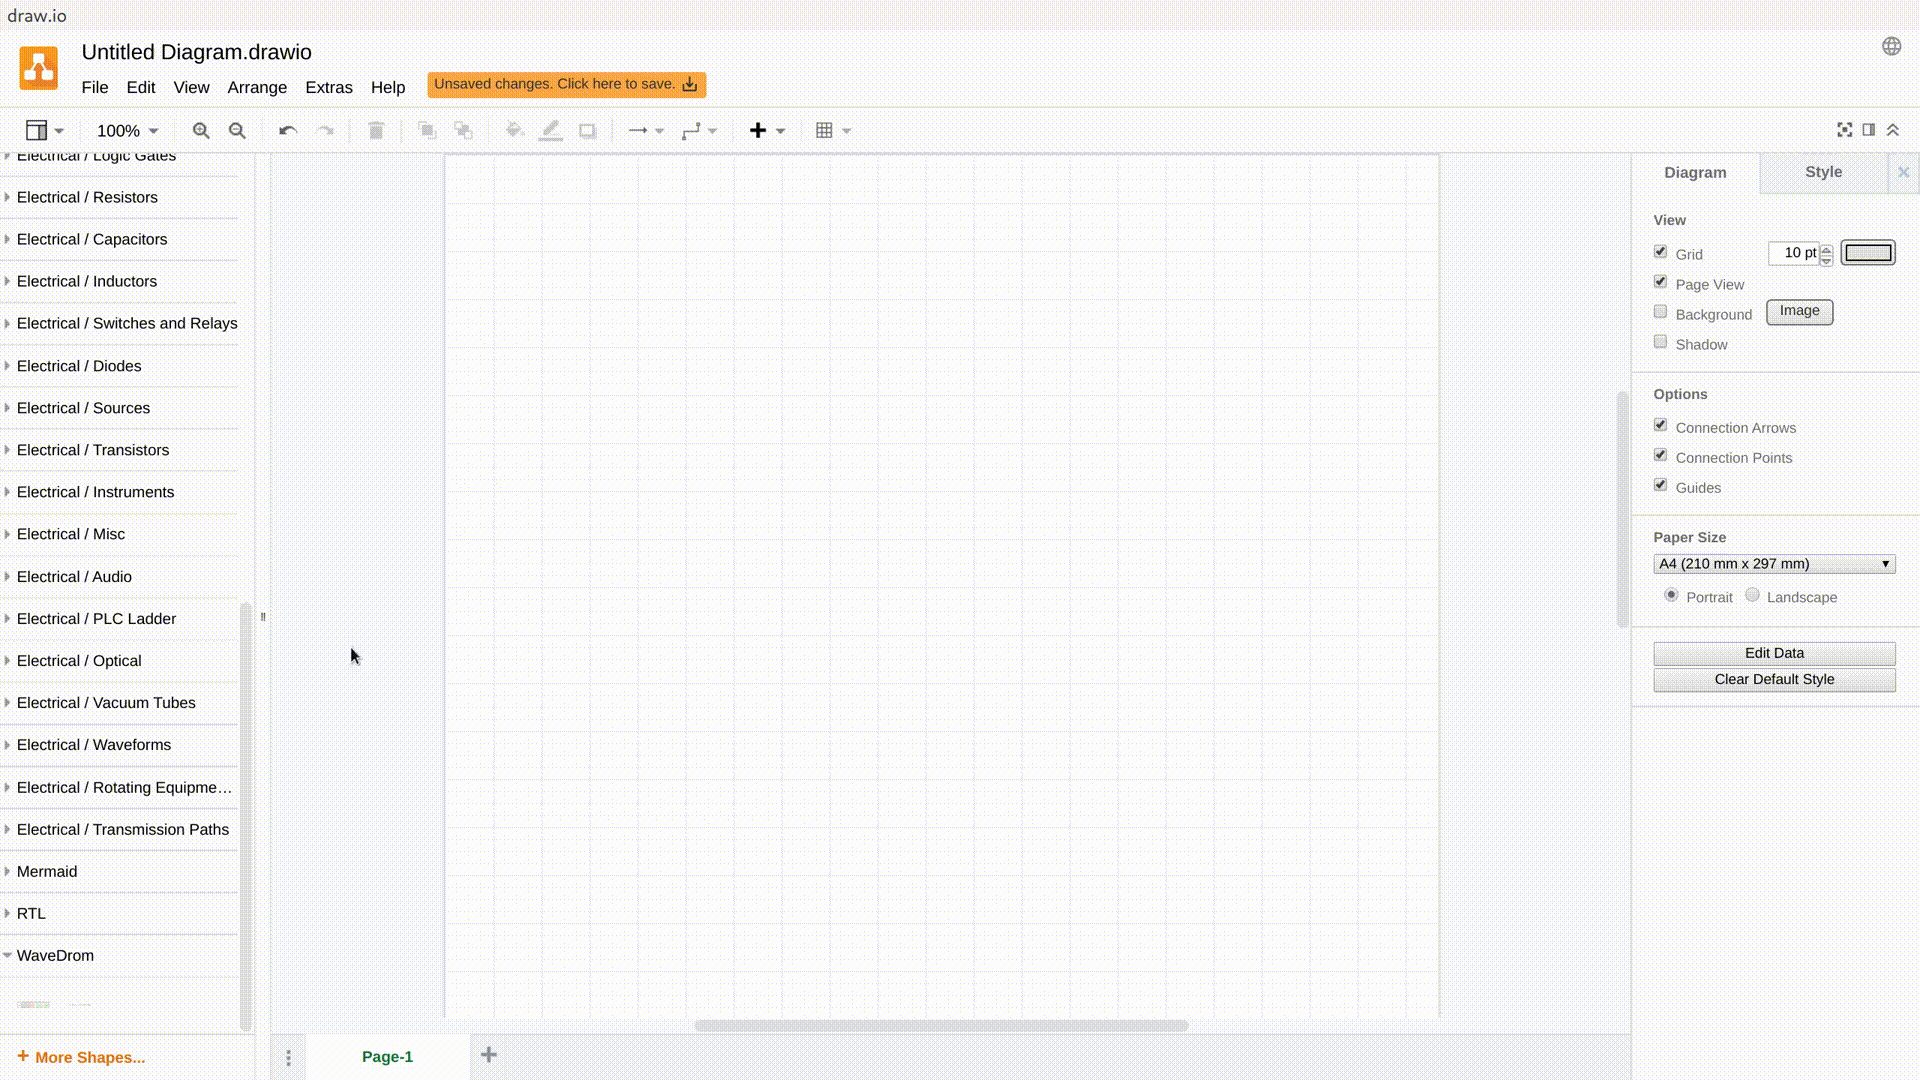 draw.io
Untitled Diagram.drawio
File Edit View Arrange Extras Help
Unsaved changes. Click here to save.
100%
Electrical / Logic Gates
Electrical / Resistors
Electrical / Capacitors
Electrical / Inductors
Electrical / Switches and Relays
Electrical / Diodes
Electrical / Sources
Electrical / Transistors
Electrical / Instruments
Electrical / Misc
Electrical / Audio
Electrical / PLC Ladder
Electrical / Optical
Electrical / Vacuum Tubes
Electrical / Waveforms
Electrical / Rotating Equipme...
Electrical / Transmission Paths
Mermaid
RTL
WaveDrom
+ More Shapes...
Page-1
Diagram Style
View
Grid 10 pt
Page View
Background Image
Shadow
Options
Connection Arrows
Connection Points
Guides
Paper Size
A4 (210 mm x 297 mm)
Portrait Landscape
Edit Data
Clear Default Style